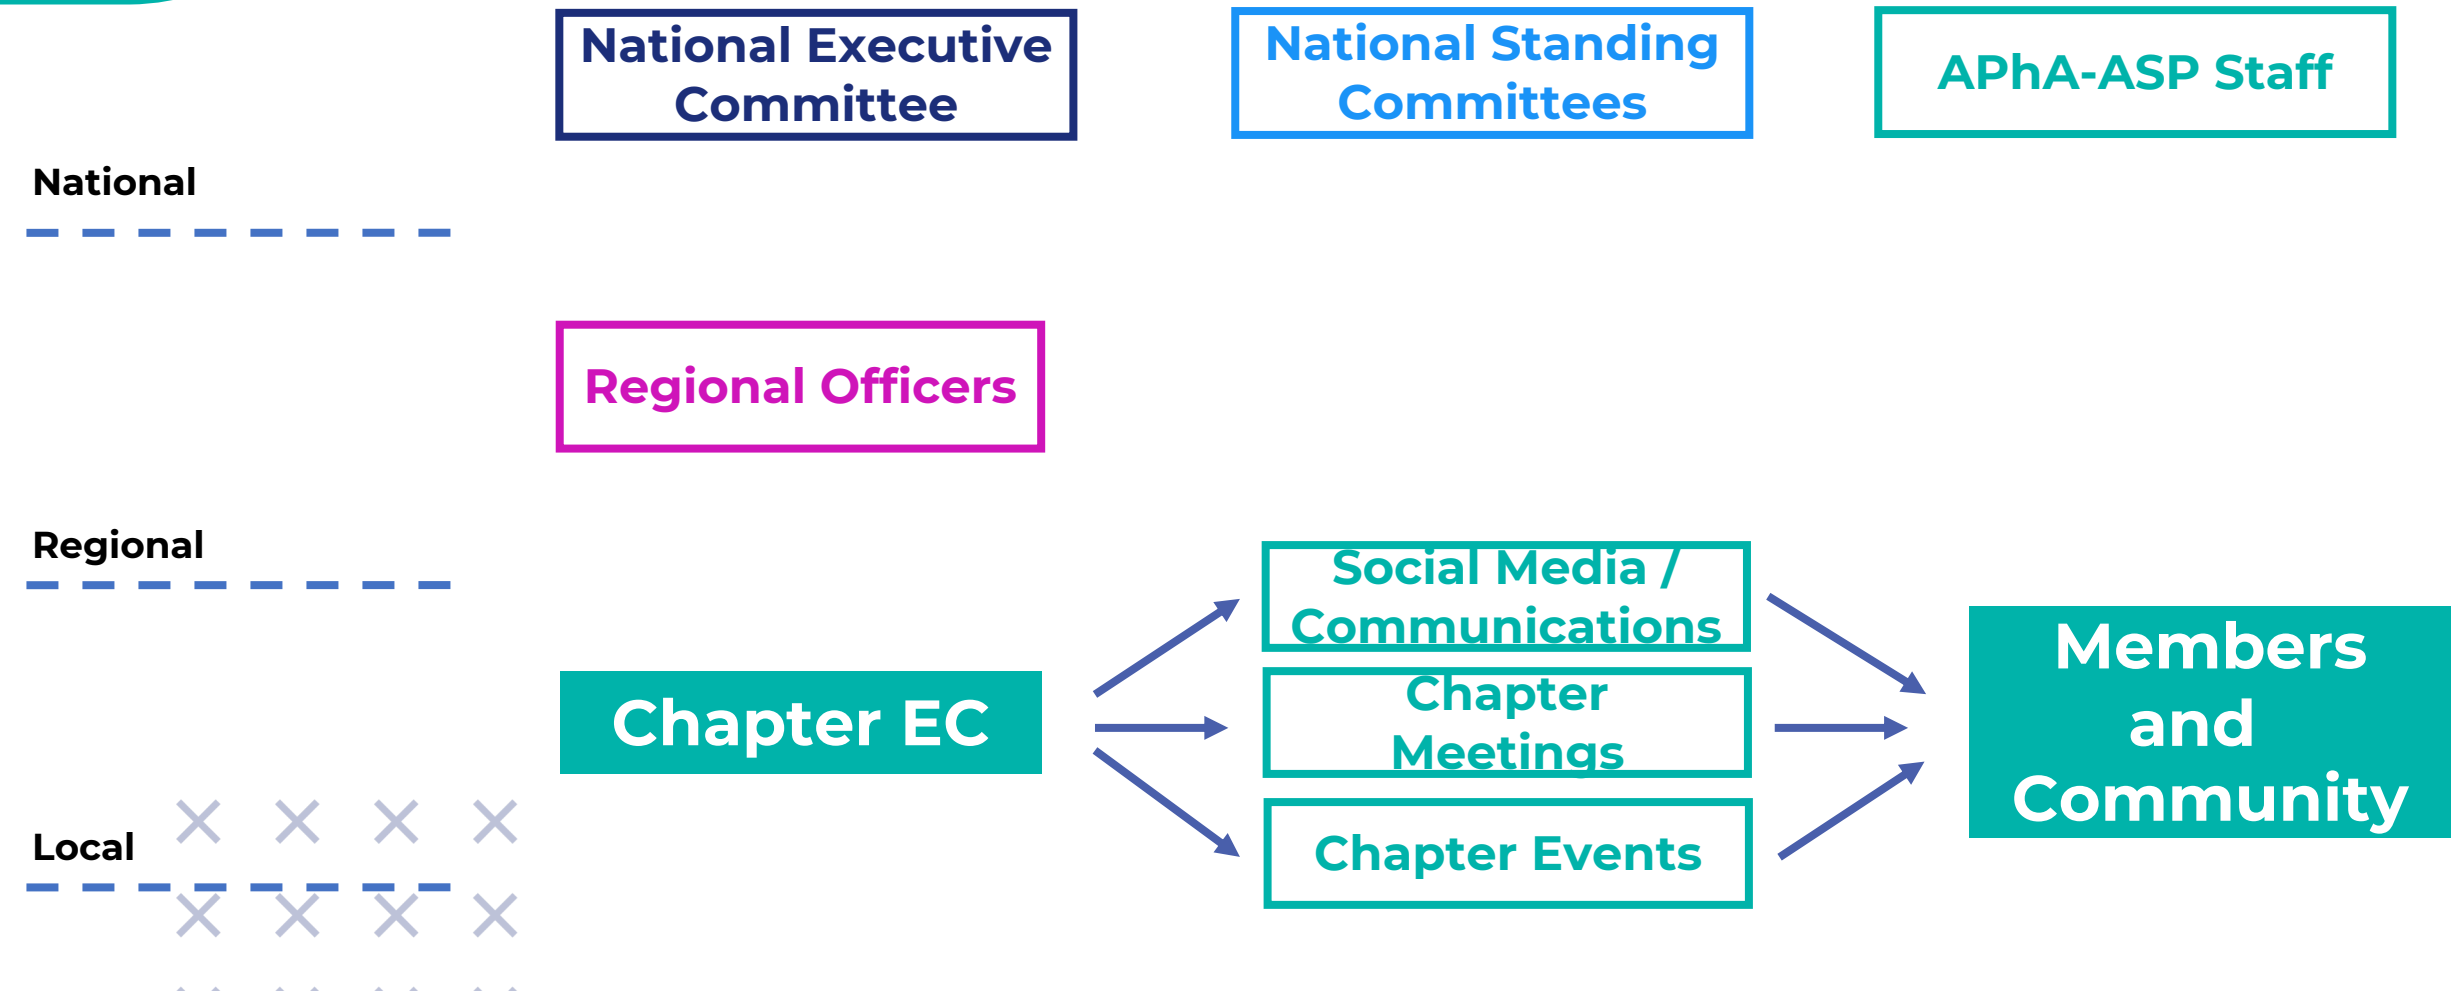 National Executive
Committee
National Standing
Committees
APhA-ASP Staff
National
Regional Officers
Regional
Social Media /
Communications
Chapter EC
Chapter
Meetings
Members
and
Community
Local
Chapter Events